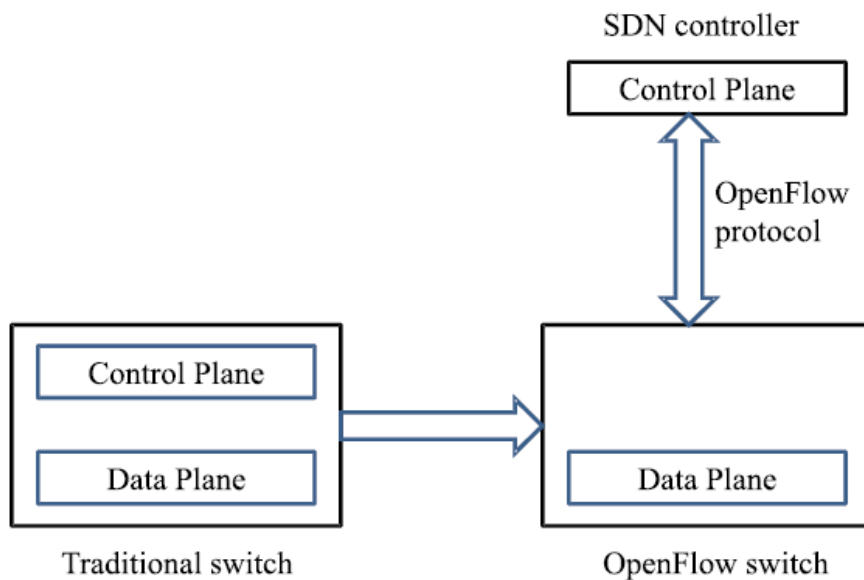 SDN controller
Control Plane
OpenFlow
protocol
Control Plane
Data Plane
Data Plane
Traditional switch
OpenFlow switch